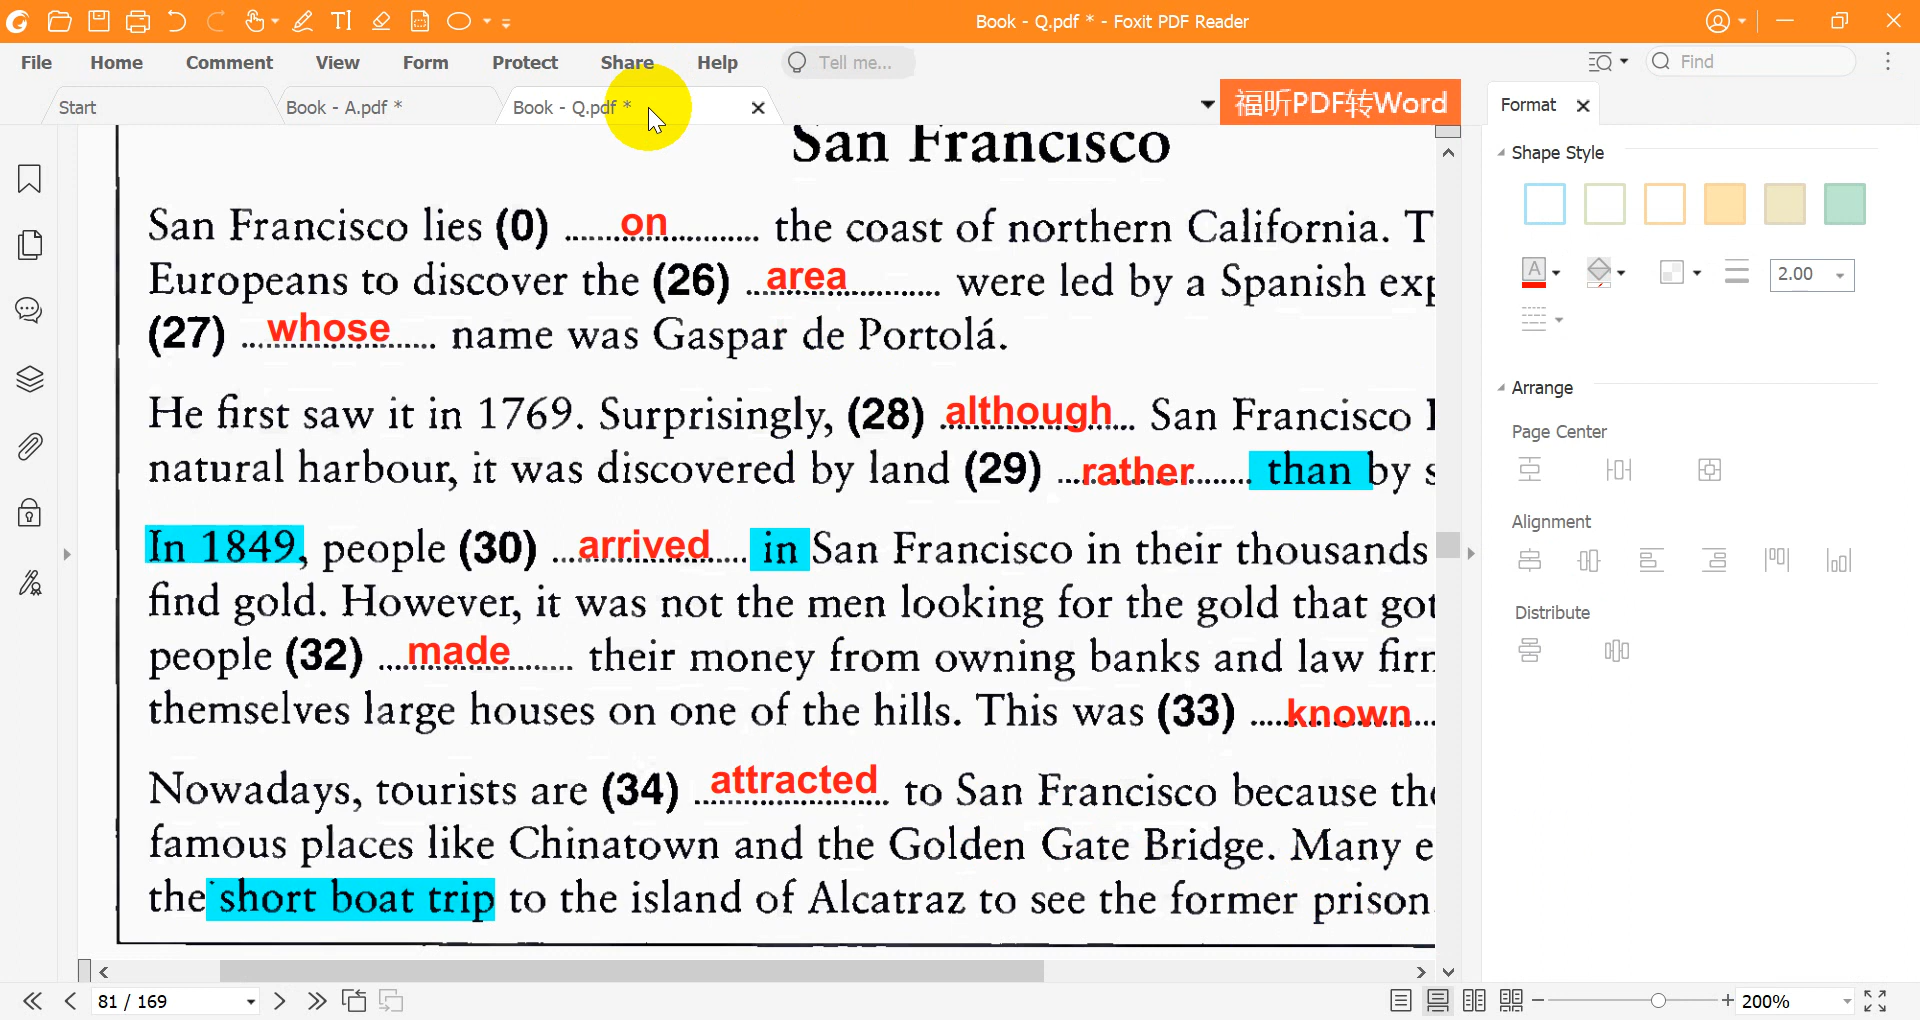 Book - Q.pdf * - Foxit PDF Reader
File Home Comment View Form Protect Share Help Tell me... Find
Start Book - A.pdf * Book - Q.pdf * 福昕PDF转Word Format
San Francisco
San Francisco lies (0) ......on............ the coast of northern California. T
Europeans to discover the (26) ..area............ were led by a Spanish exp
(27) ...whose...... name was Gaspar de Portolá.
He first saw it in 1769. Surprisingly, (28) although... San Francisco
natural harbour, it was discovered by land (29) ...rather....... than by s
In 1849, people (30) ...arrived..... in San Francisco in their thousands
find gold. However, it was not the men looking for the gold that got
people (32) ....made....... their money from owning banks and law firm
themselves large houses on one of the hills. This was (33) ....known...
Nowadays, tourists are (34) ..attracted.. to San Francisco because the
famous places like Chinatown and the Golden Gate Bridge. Many e
the short boat trip to the island of Alcatraz to see the former prison.
Shape Style
A 2.00
Arrange
Page Center
Alignment
Distribute
81 / 169 200%